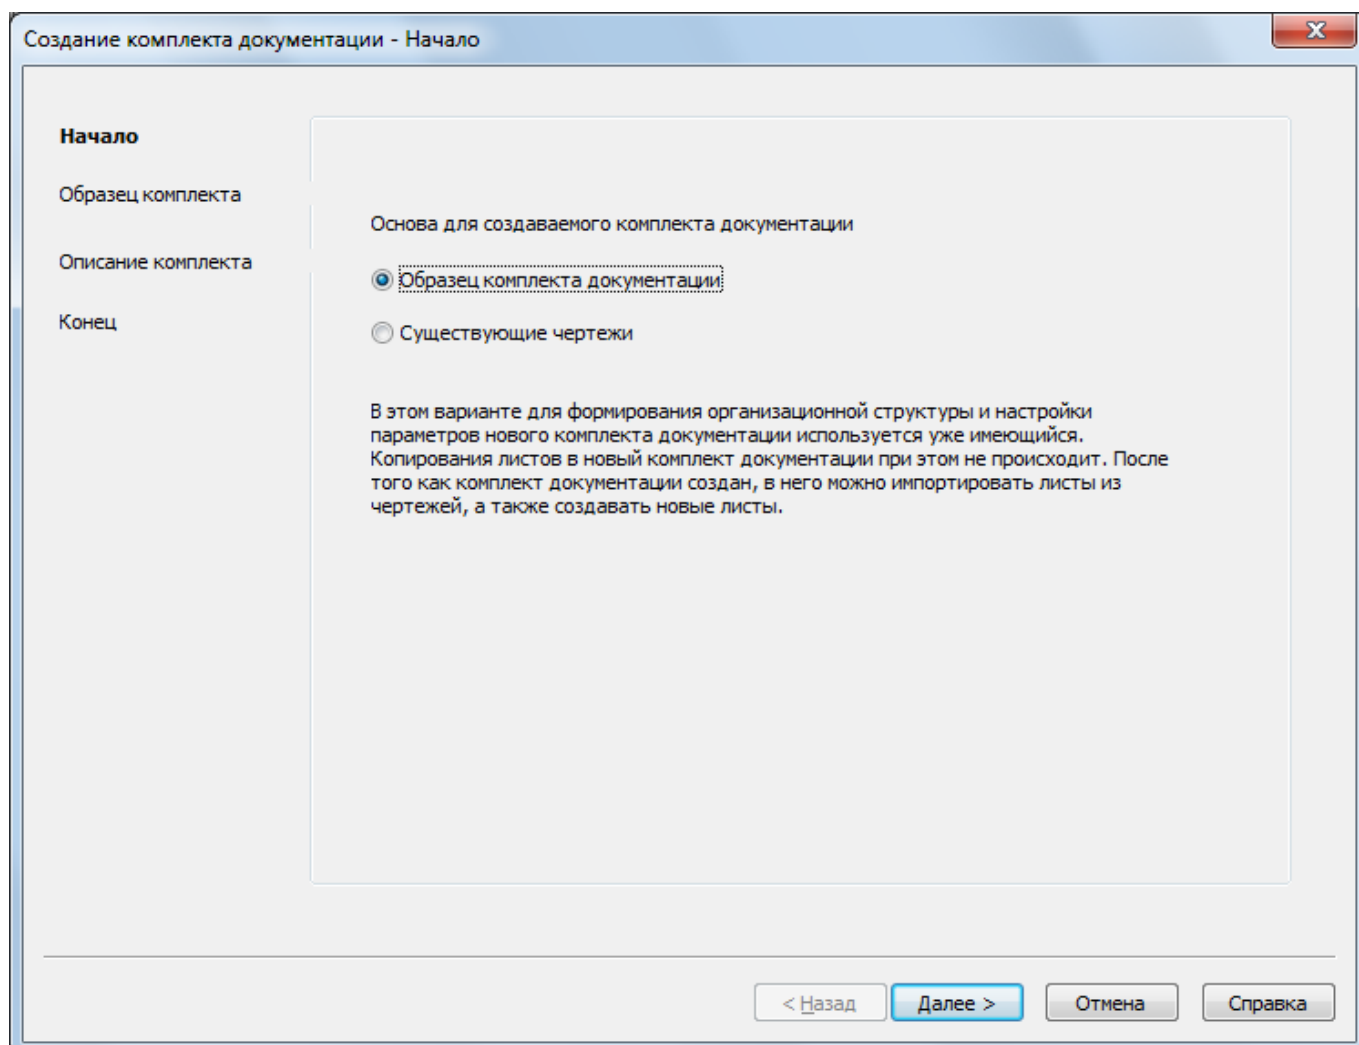 Создание комплекта документации - Начало
Начало
Образец комплекта
Описание комплекта
Конец
Основа для создаваемого комплекта документации
Образец комплекта документации
Существующие чертежи
В этом варианте для формирования организационной структуры и настройки
параметров нового комплекта документации используется уже имеющийся.
Копирования листов в новый комплект документации при этом не происходит. После
того как комплект документации создан, в него можно импортировать листы из
чертежей, а также создавать новые листы.
< Назад
Далее >
Отмена
Справка